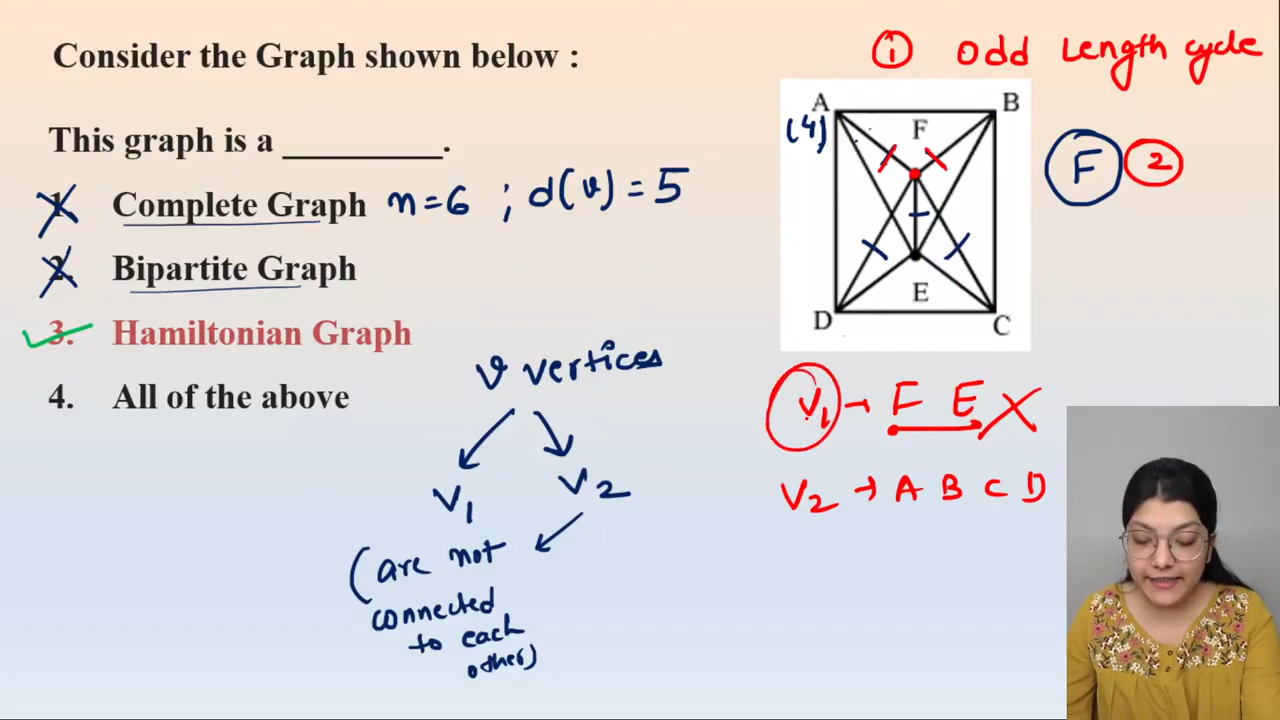 Consider the Graph shown below :
① odd Length cycle
This graph is a _________.
1. Complete Graph n=6 ; d(v) = 5
2. Bipartite Graph
3. Hamiltonian Graph
4. All of the above
A
B
(4)
F
E
D
C
F 2
v vertices
V1 V2
(are not
connected
to each
other)
V1 → F E X
V2 → A B C D